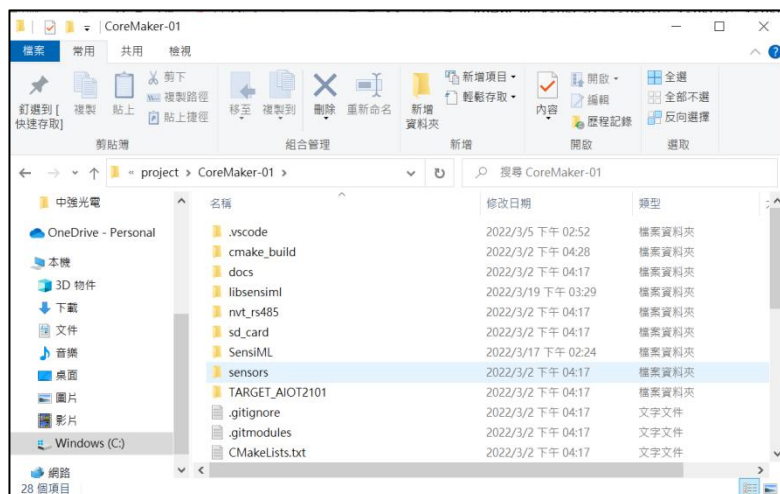 CoreMaker-01
檔案 常用 共用 檢視
釘選到 [快速存取]
複製
貼上
剪下
複製路徑
貼上捷徑
剪貼簿
移至
複製到
刪除
重新命名
組合管理
新增資料夾
新增項目
輕鬆存取
新增
內容
開啟
編輯
歷程記錄
開啟
全選
全部不選
反向選擇
選取
« project > CoreMaker-01 >
搜尋 CoreMaker-01
中強光電
OneDrive - Personal
本機
3D 物件
下載
文件
音樂
桌面
圖片
影片
Windows (C:)
網路
名稱 修改日期 類型
.vscode 2022/3/5 下午 02:52 檔案資料夾
cmake_build 2022/3/2 下午 04:28 檔案資料夾
docs 2022/3/2 下午 04:17 檔案資料夾
libsensiml 2022/3/19 下午 03:29 檔案資料夾
nvt_rs485 2022/3/2 下午 04:17 檔案資料夾
sd_card 2022/3/2 下午 04:17 檔案資料夾
SensiML 2022/3/17 下午 02:24 檔案資料夾
sensors 2022/3/2 下午 04:17 檔案資料夾
TARGET_AIOT2101 2022/3/2 下午 04:17 檔案資料夾
.gitignore 2022/3/2 下午 04:17 文字文件
.gitmodules 2022/3/2 下午 04:17 文字文件
CMakeLists.txt 2022/3/2 下午 04:17 文字文件
28 個項目